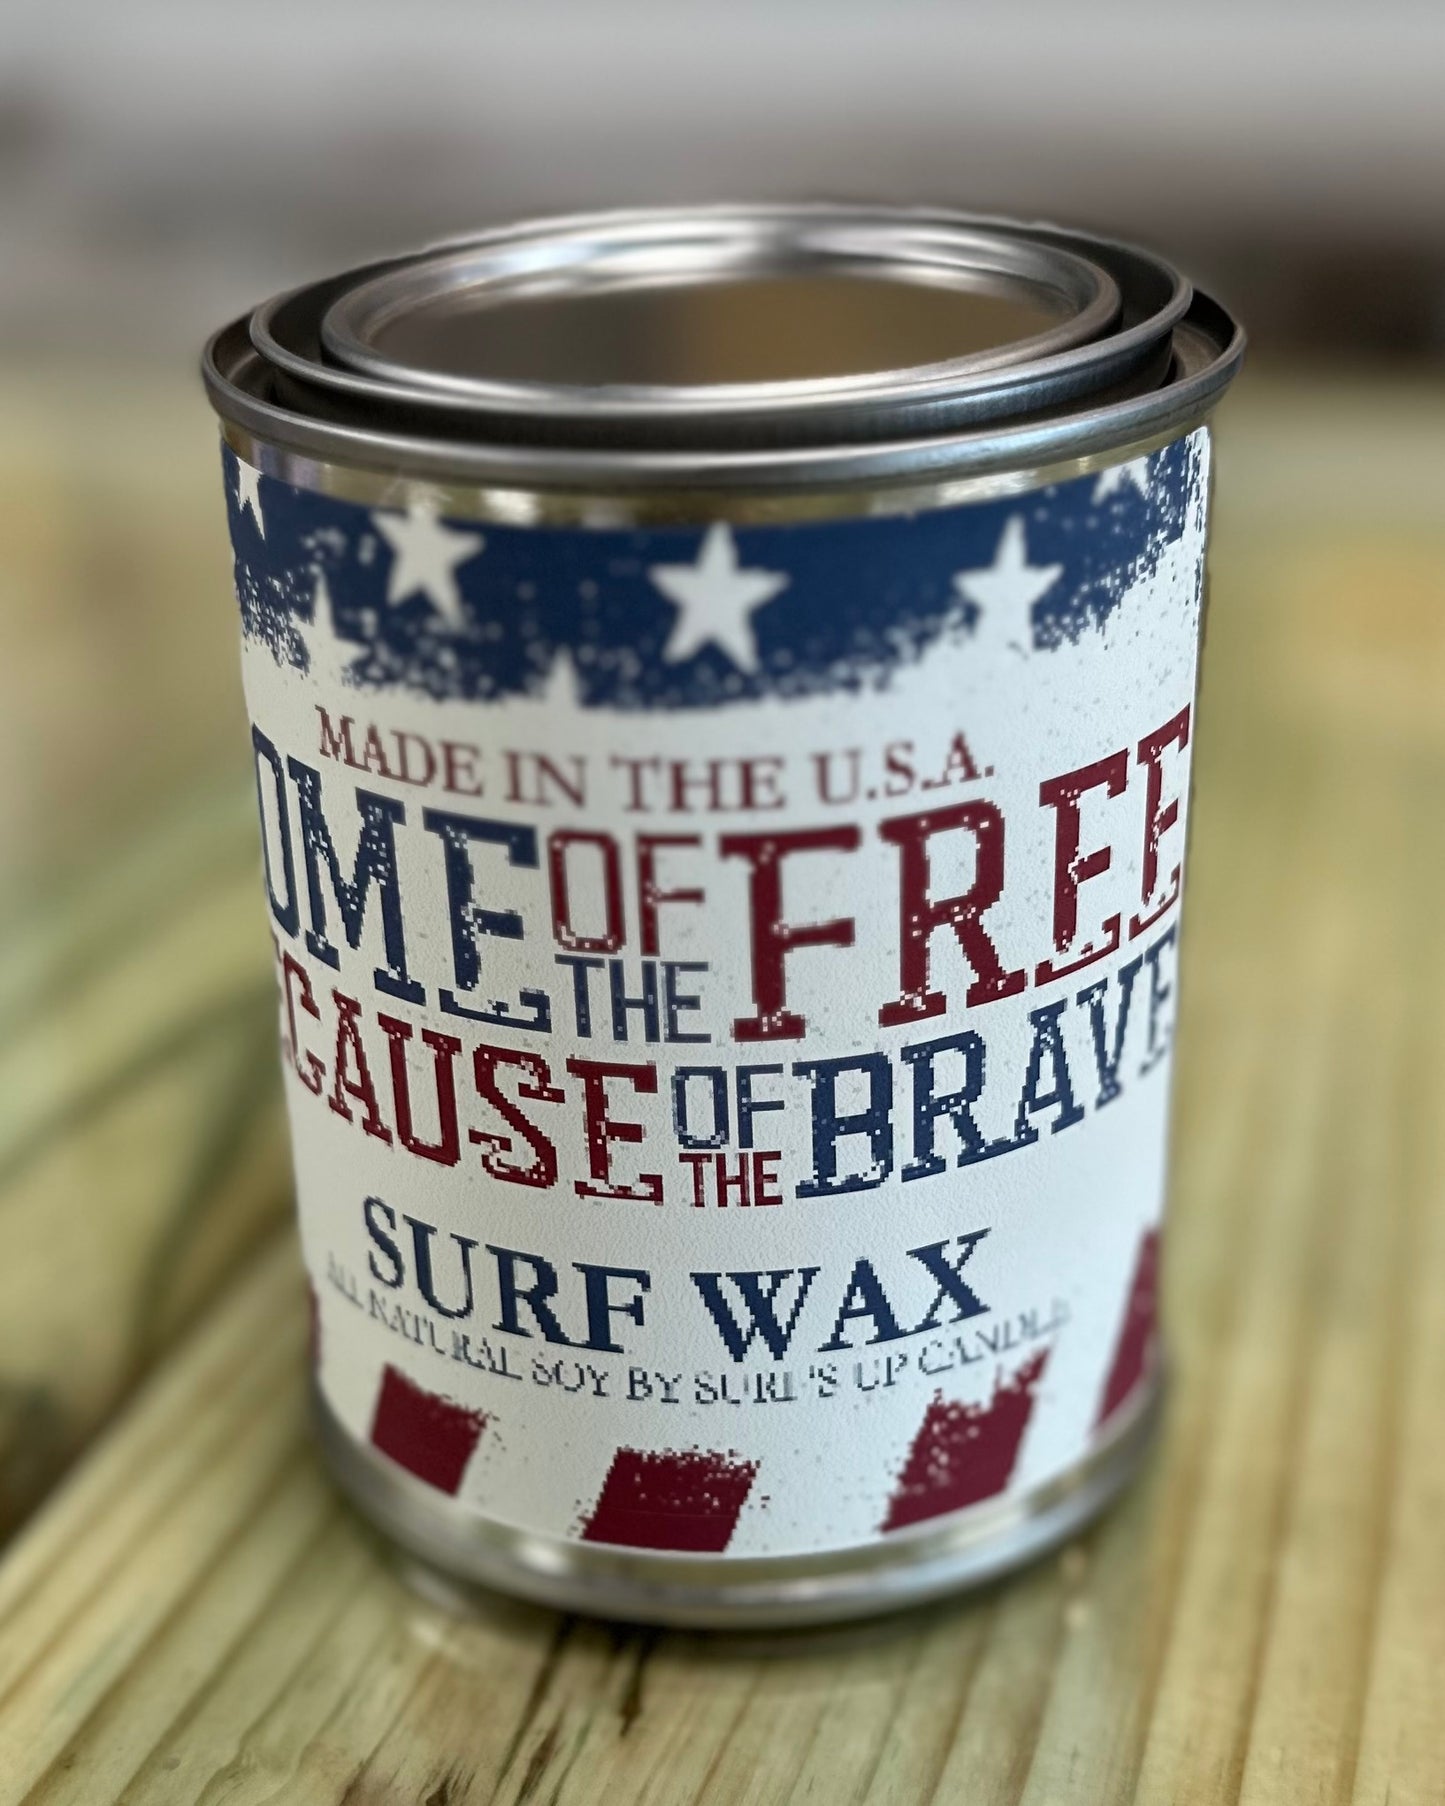 MADE IN THE U.S.A.
OME OF THE FREE
ECAUSE OF THE BRAVE
SURF WAX
ALL NATURAL SOY BY SURF'S UP CANDLE